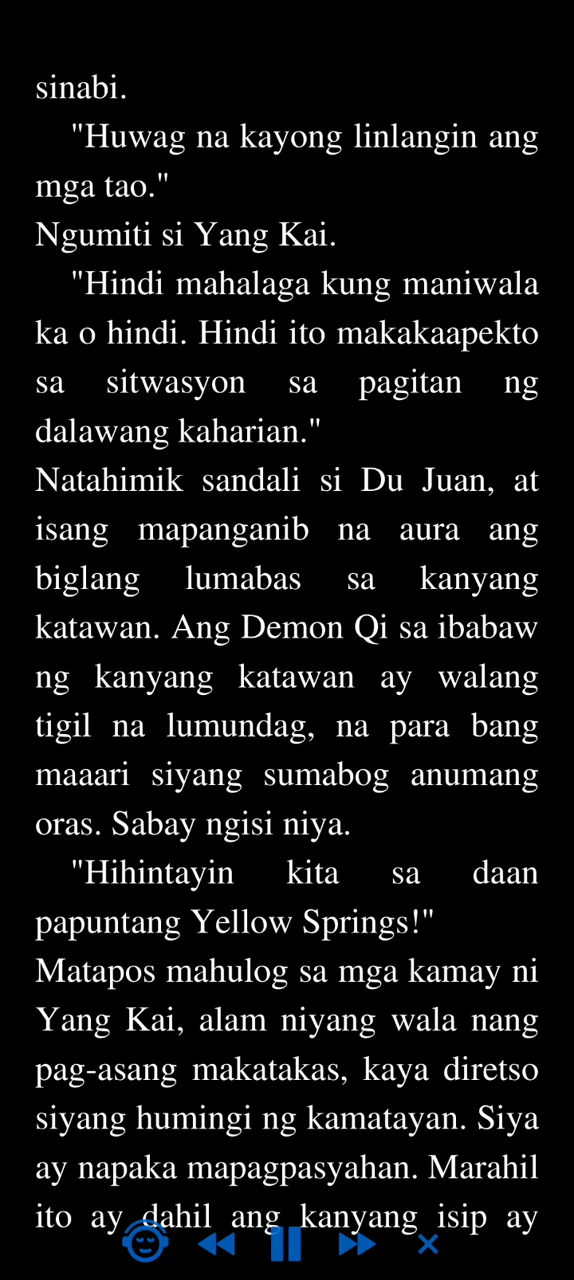 sinabi.
"Huwag na kayong linlangin ang
mga tao."
Ngumiti si Yang Kai.
"Hindi mahalaga kung maniwala
ka o hindi. Hindi ito makakaapekto
sa sitwasyon sa pagitan ng
dalawang kaharian."
Natahimik sandali si Du Juan, at
isang mapanganib na aura ang
biglang lumabas sa kanyang
katawan. Ang Demon Qi sa ibabaw
ng kanyang katawan ay walang
tigil na lumundag, na para bang
maaari siyang sumabog anumang
oras. Sabay ngisi niya.
"Hihintayin kita sa daan
papuntang Yellow Springs!"
Matapos mahulog sa mga kamay ni
Yang Kai, alam niyang wala nang
pag-asang makatakas, kaya diretso
siyang humingi ng kamatayan. Siya
ay napaka mapagpasyahan. Marahil
ito ay dahil ang kanyang isip ay